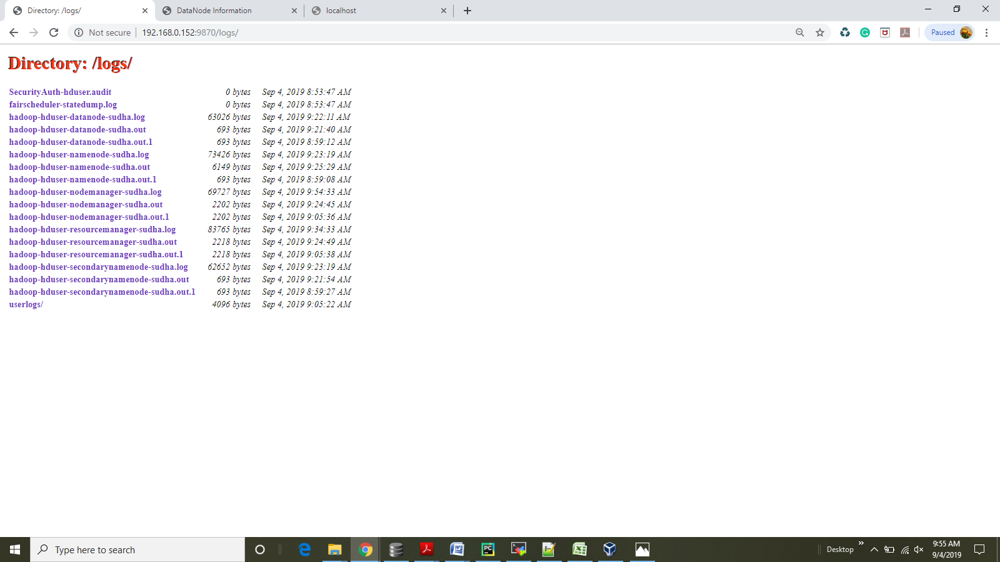 Directory: /logs/
DataNode Information
localhost
Not secure
192.168.0.152:9870/logs/
Paused
Directory: /logs/
SecurityAuth-hduser.audit 0 bytes Sep 4, 2019 8:53:47 AM
fairscheduler-statedump.log 0 bytes Sep 4, 2019 8:53:47 AM
hadoop-hduser-datanode-sudha.log 63026 bytes Sep 4, 2019 9:22:11 AM
hadoop-hduser-datanode-sudha.out 693 bytes Sep 4, 2019 9:21:40 AM
hadoop-hduser-datanode-sudha.out.1 693 bytes Sep 4, 2019 8:59:12 AM
hadoop-hduser-namenode-sudha.log 73426 bytes Sep 4, 2019 9:23:19 AM
hadoop-hduser-namenode-sudha.out 6149 bytes Sep 4, 2019 9:25:29 AM
hadoop-hduser-namenode-sudha.out.1 693 bytes Sep 4, 2019 8:59:08 AM
hadoop-hduser-nodemanager-sudha.log 69727 bytes Sep 4, 2019 9:54:33 AM
hadoop-hduser-nodemanager-sudha.out 2202 bytes Sep 4, 2019 9:24:45 AM
hadoop-hduser-nodemanager-sudha.out.1 2202 bytes Sep 4, 2019 9:05:36 AM
hadoop-hduser-resourcemanager-sudha.log 83765 bytes Sep 4, 2019 9:34:33 AM
hadoop-hduser-resourcemanager-sudha.out 2218 bytes Sep 4, 2019 9:24:49 AM
hadoop-hduser-resourcemanager-sudha.out.1 2218 bytes Sep 4, 2019 9:05:38 AM
hadoop-hduser-secondarynamenode-sudha.log 62652 bytes Sep 4, 2019 9:23:19 AM
hadoop-hduser-secondarynamenode-sudha.out 693 bytes Sep 4, 2019 9:21:54 AM
hadoop-hduser-secondarynamenode-sudha.out.1 693 bytes Sep 4, 2019 8:59:27 AM
userlogs/ 4096 bytes Sep 4, 2019 9:05:22 AM
Type here to search
Desktop
9:55 AM
9/4/2019